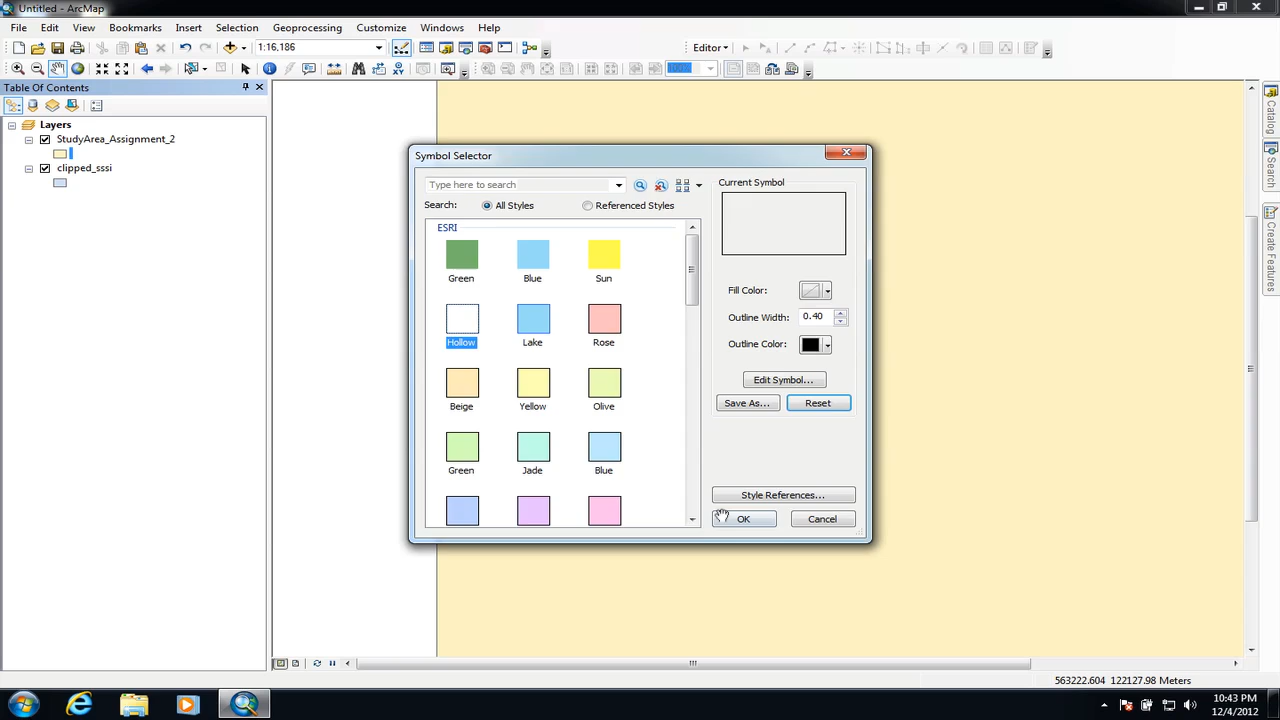 Untitled - ArcMap
File Edit View Bookmarks Insert Selection Geoprocessing Customize Windows Help
1:16,186
Editor
Table Of Contents
Layers
StudyArea_Assignment_2
clipped_sssi
Symbol Selector
Type here to search
Search: All Styles Referenced Styles
ESRI
Green Blue Sun
Hollow Lake Rose
Beige Yellow Olive
Green Jade Blue
Current Symbol
Fill Color:
Outline Width: 0.40
Outline Color:
Edit Symbol...
Save As... Reset
Style References...
OK Cancel
Catalog
Search
Create Features
563222.604 122127.98 Meters
10:43 PM
12/4/2012